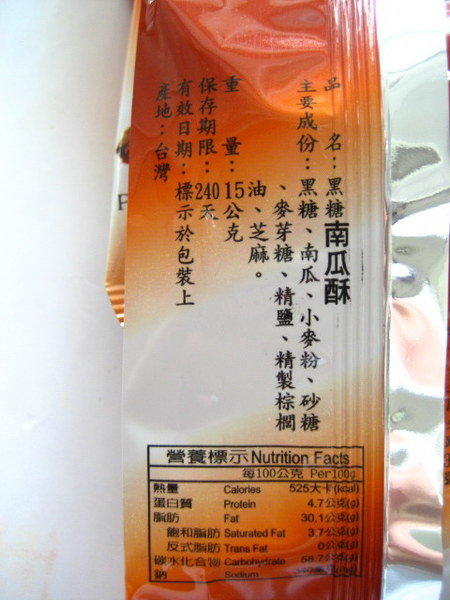 品 名：黑糖南瓜酥
主要成份：黑糖、南瓜、小麥粉、砂糖
、麥芽糖、精鹽、精製棕櫚
油、芝麻。
重 量：15公克
保存期限：240天
有效日期：標示於包裝上
產地：台灣
營養標示 Nutrition Facts
每100公克 Per100g
熱量 Calories 525大卡(kcal)
蛋白質 Protein 4.7公克(g)
脂肪 Fat 30.1公克(g)
飽和脂肪 Saturated Fat 3.7公克(g)
反式脂肪 Trans Fat 0公克(g)
碳水化合物 Carbohydrate 58.7公克(g)
鈉 Sodium